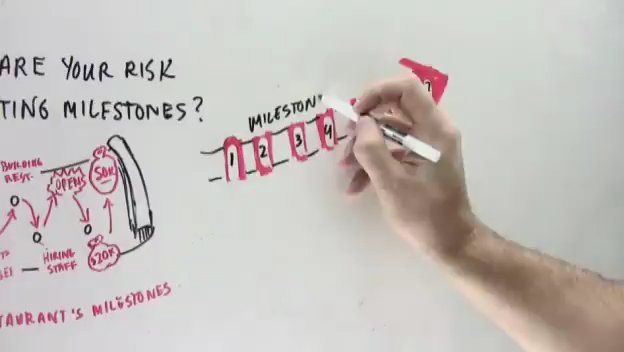 ARE YOUR RISK
TING MILESTONES?
BUILDING
REST.
OPENS
50K
HIRING
STAFF
$20K
TAURANT'S MILESTONES
MILESTON
1 2 3 4
?